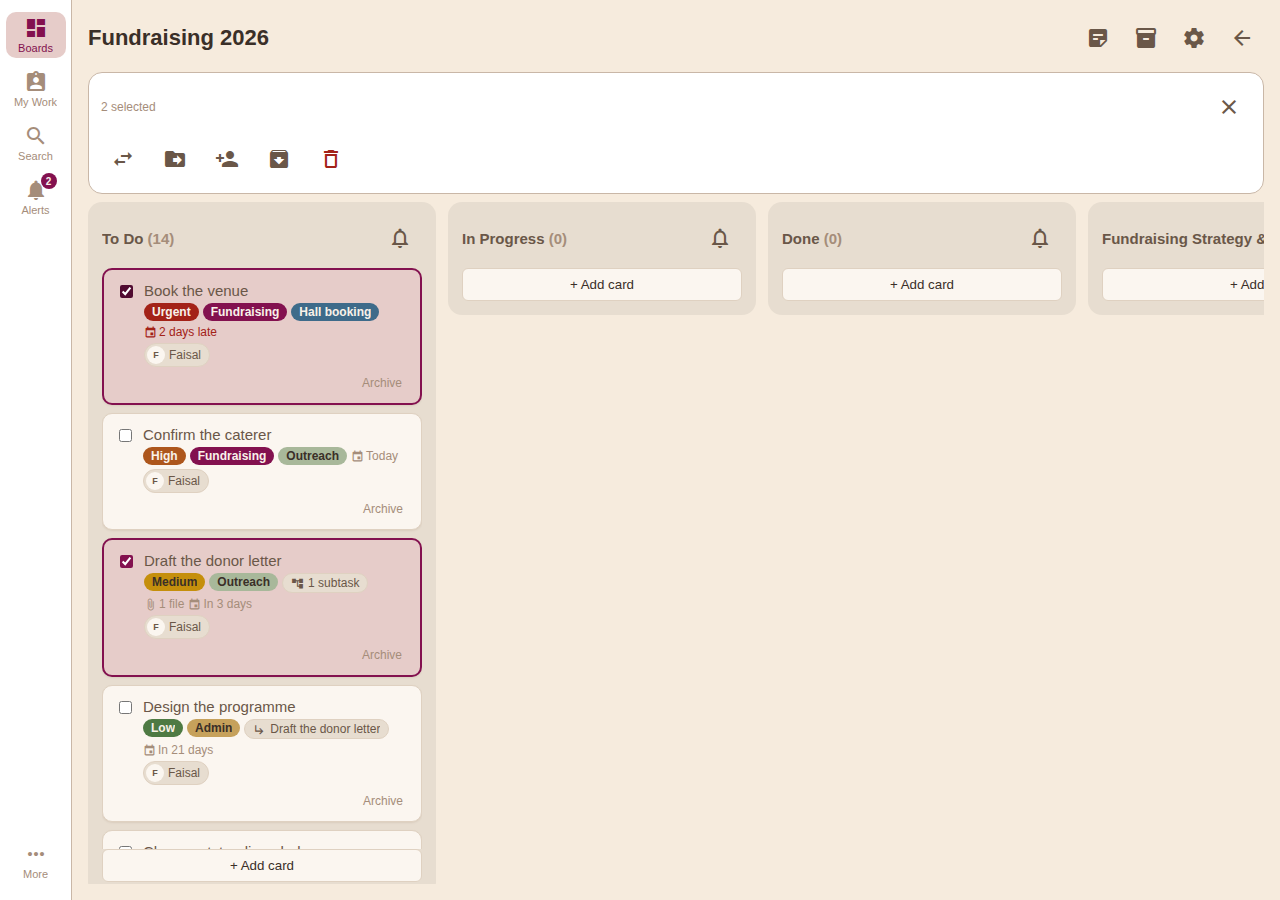 Boards
My Work
Search
2
Alerts
More
Fundraising 2026
2 selected
To Do (14)
Book the venue
Urgent Fundraising Hall booking
2 days late
F Faisal
Archive
Confirm the caterer
High Fundraising Outreach Today
F Faisal
Archive
Draft the donor letter
Medium Outreach 1 subtask
1 file In 3 days
F Faisal
Archive
Design the programme
Low Admin Draft the donor letter
In 21 days
F Faisal
Archive
+ Add card
In Progress (0)
+ Add card
Done (0)
+ Add card
Fundraising Strategy &
+ Add